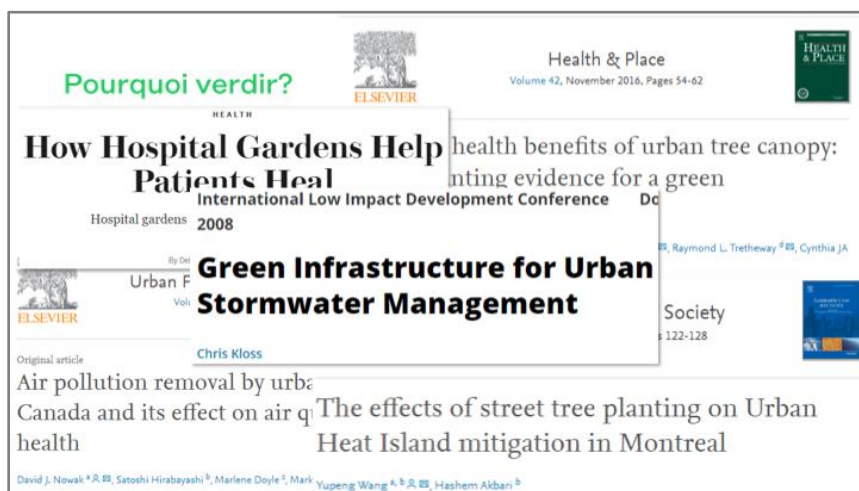 Pourquoi verdir?
ELSEVIER
Health & Place
Volume 42, November 2016, Pages 54-62
HEALTH & PLACE
HEALTH
How Hospital Gardens Help
Patients Heal
Hospital gardens
health benefits of urban tree canopy:
nting evidence for a green
, Raymond L. Tretheway d, Cynthia JA
International Low Impact Development Conference
2008
Green Infrastructure for Urban
Stormwater Management
Chris Kloss
ELSEVIER
Urban F
Society
s 122-128
Original article
Air pollution removal by urba
Canada and its effect on air q
health
David J. Nowak a, Satoshi Hirabayashi b, Marlene Doyle c, Mark
The effects of street tree planting on Urban
Heat Island mitigation in Montreal
Yupeng Wang a, b, Hashem Akbari b